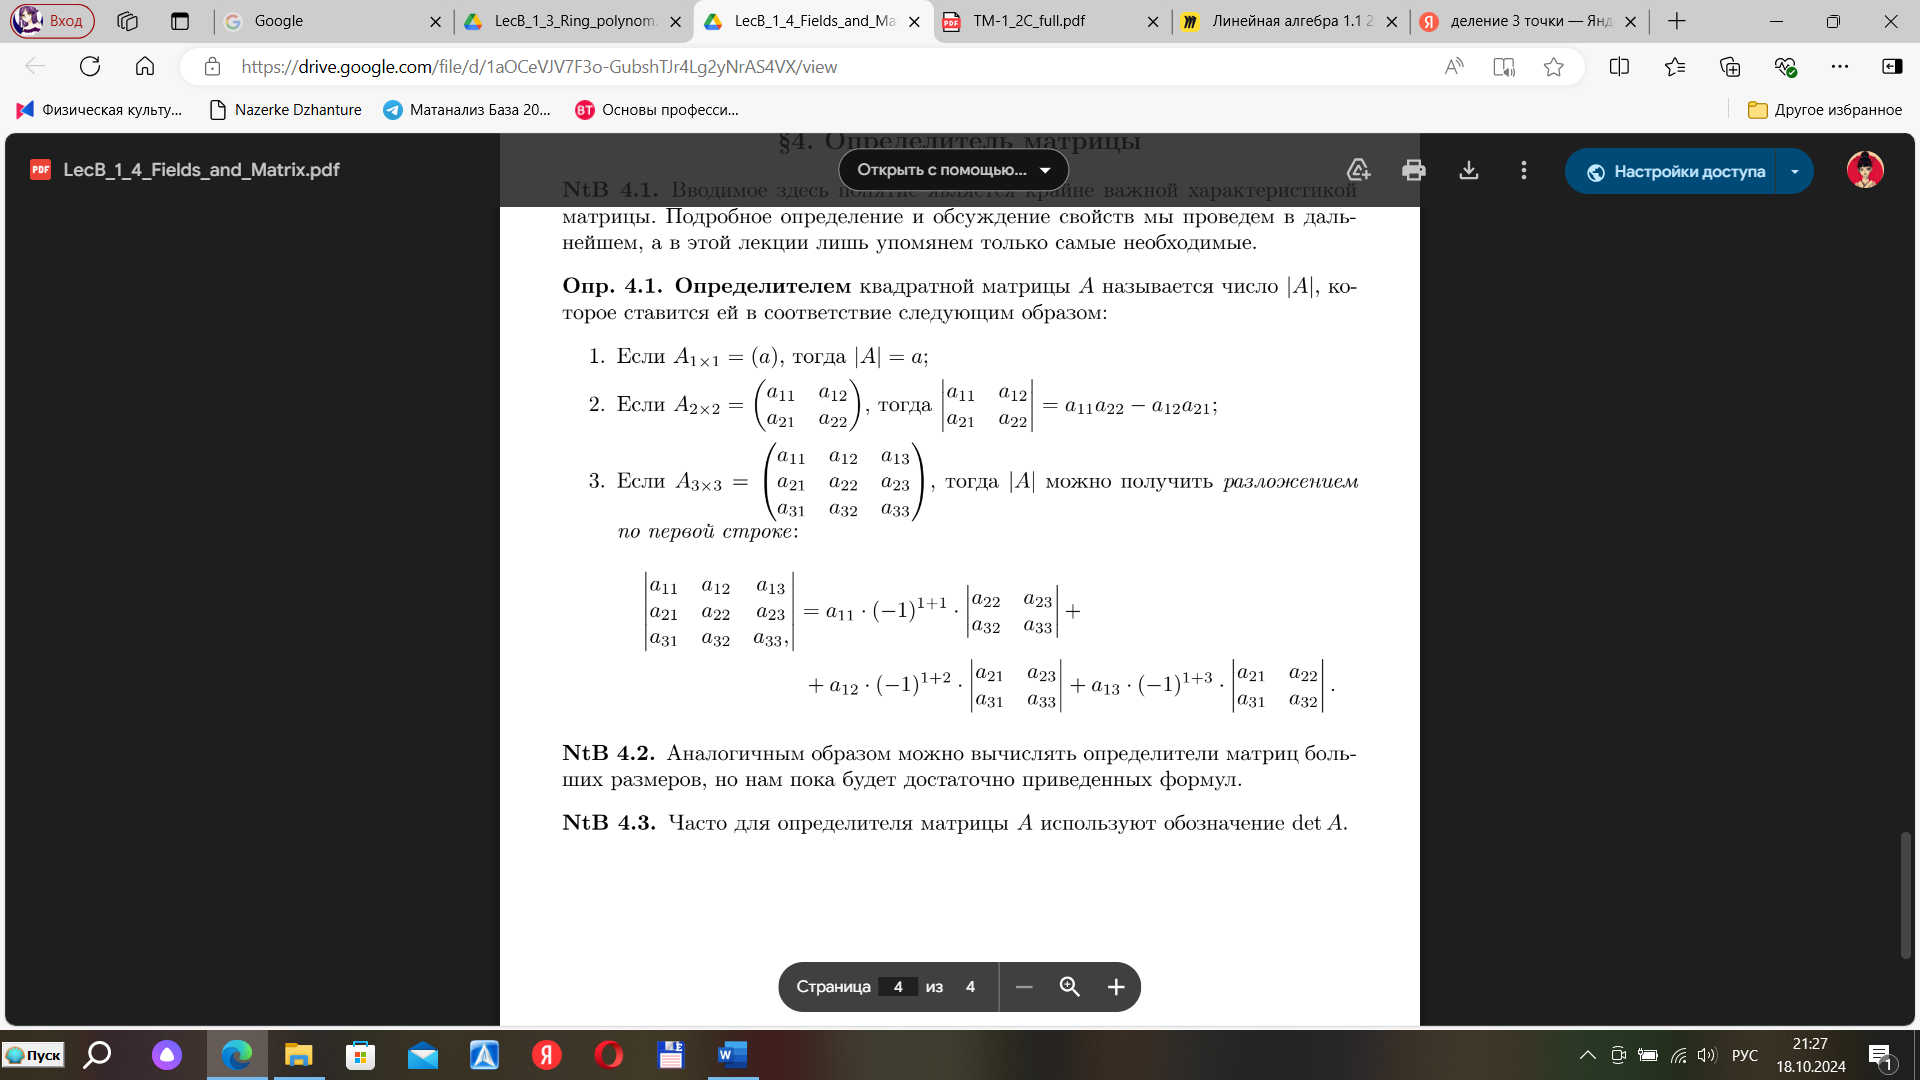 Вход
Google
LecB_1_3_Ring_polynom.
LecB_1_4_Fields_and_Ma
TM-1_2C_full.pdf
Линейная алгебра 1.1 2
деление 3 точки — Янд
https://drive.google.com/file/d/1aOCeVJV7F3o-GubshTJr4Lg2yNrAS4VX/view
Физическая культу...
Nazerke Dzhanture
Матанализ База 20...
Основы професси...
Другое избранное
LecB_1_4_Fields_and_Matrix.pdf
Открыть с помощью...
Настройки доступа
§4. Определитель матрицы
NtB 4.1. Вводимое здесь понятие является крайне важной характеристикой
матрицы. Подробное определение и обсуждение свойств мы проведем в даль-
нейшем, а в этой лекции лишь упомянем только самые необходимые.
Опр. 4.1. Определителем квадратной матрицы A называется число |A|, ко-
торое ставится ей в соответствие следующим образом:
1. Если A₁ₓ₁ = (a), тогда |A| = a;
2. Если A₂ₓ₂ = (a₁₁ a₁₂ a₂₁ a₂₂), тогда |a₁₁ a₁₂ a₂₁ a₂₂| = a₁₁a₂₂ − a₁₂a₂₁;
3. Если A₃ₓ₃ = (a₁₁ a₁₂ a₁₃ a₂₁ a₂₂ a₂₃ a₃₁ a₃₂ a₃₃), тогда |A| можно получить разложением
по первой строке:
|a₁₁ a₁₂ a₁₃ a₂₁ a₂₂ a₂₃ a₃₁ a₃₂ a₃₃,| = a₁₁ · (−1)¹⁺¹ · |a₂₂ a₂₃ a₃₂ a₃₃| +
+ a₁₂ · (−1)¹⁺² · |a₂₁ a₂₃ a₃₁ a₃₃| + a₁₃ · (−1)¹⁺³ · |a₂₁ a₂₂ a₃₁ a₃₂| .
NtB 4.2. Аналогичным образом можно вычислять определители матриц боль-
ших размеров, но нам пока будет достаточно приведенных формул.
NtB 4.3. Часто для определителя матрицы A используют обозначение det A.
Страница 4 из 4
Пуск
РУС
21:27
18.10.2024
1